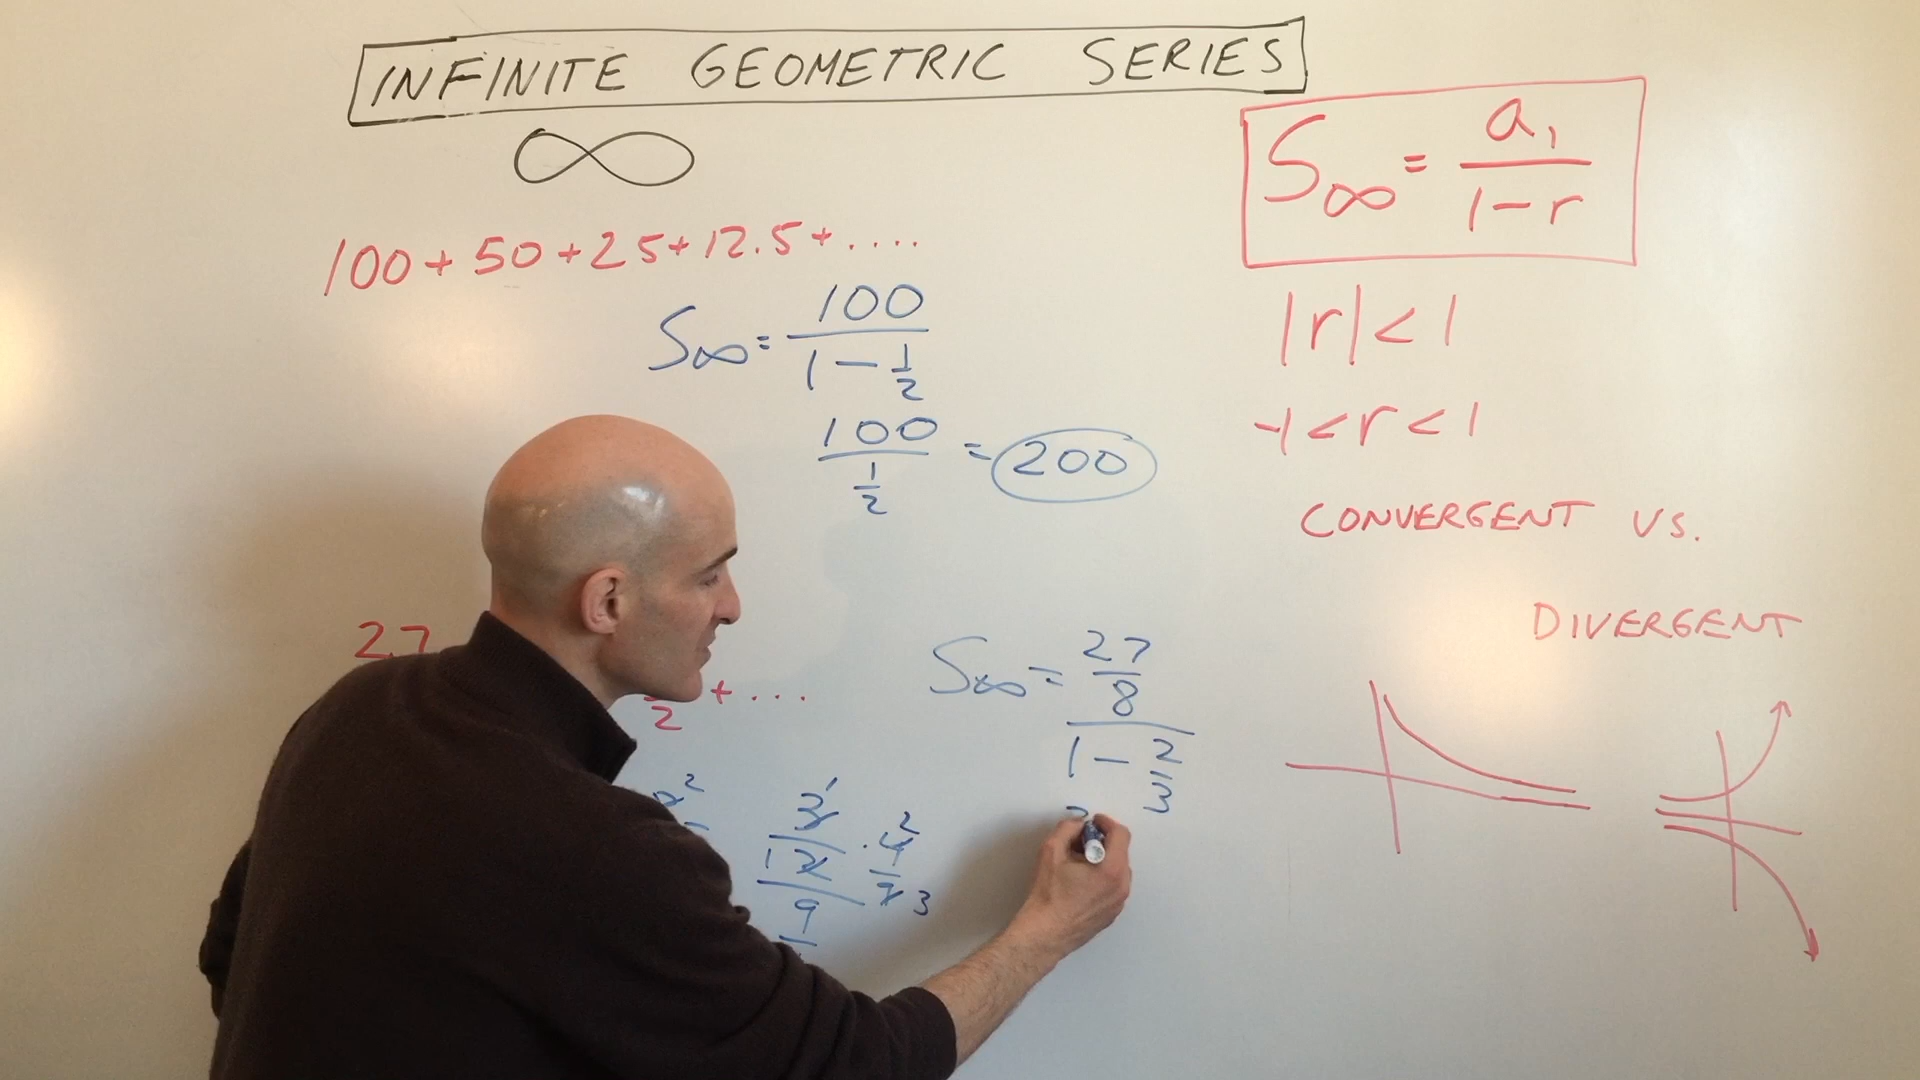 INFINITE GEOMETRIC SERIES
∞
S∞ = a₁ / (1 - r)
100 + 50 + 25 + 12.5 + ....
S∞ = 100 / (1 - 1/2)
|r| < 1
100 / (1/2) = 200
-1 < r < 1
CONVERGENT VS.
DIVERGENT
27
2 + ...
S∞ = (27/8) / (1 - 2/3)